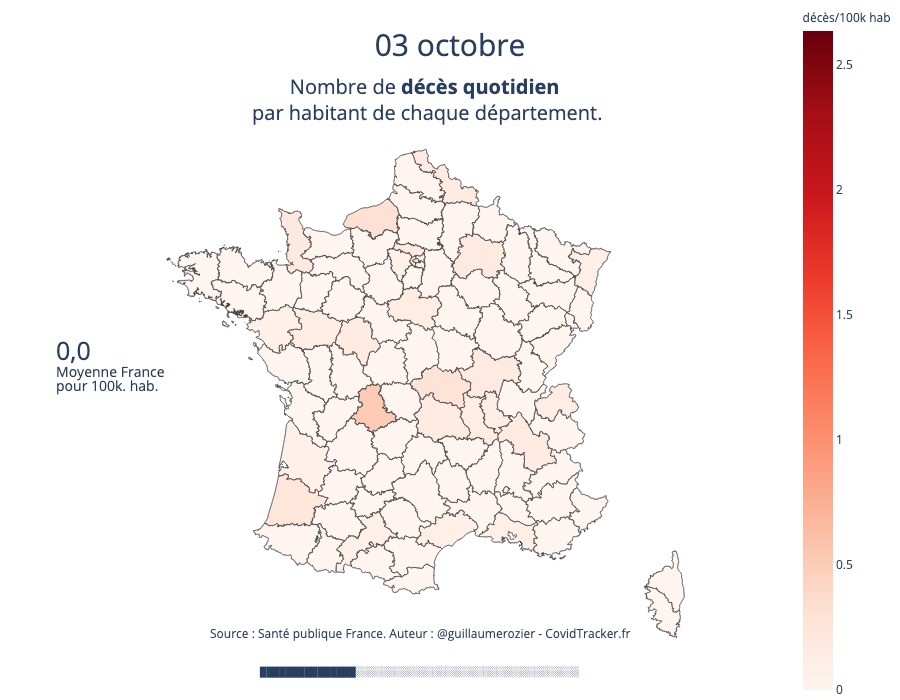 décès/100k hab
03 octobre
Nombre de décès quotidien
par habitant de chaque département.
2.5
2
1.5
1
0.5
0
0,0
Moyenne France
pour 100k. hab.
Source : Santé publique France. Auteur : @guillaumerozier - CovidTracker.fr